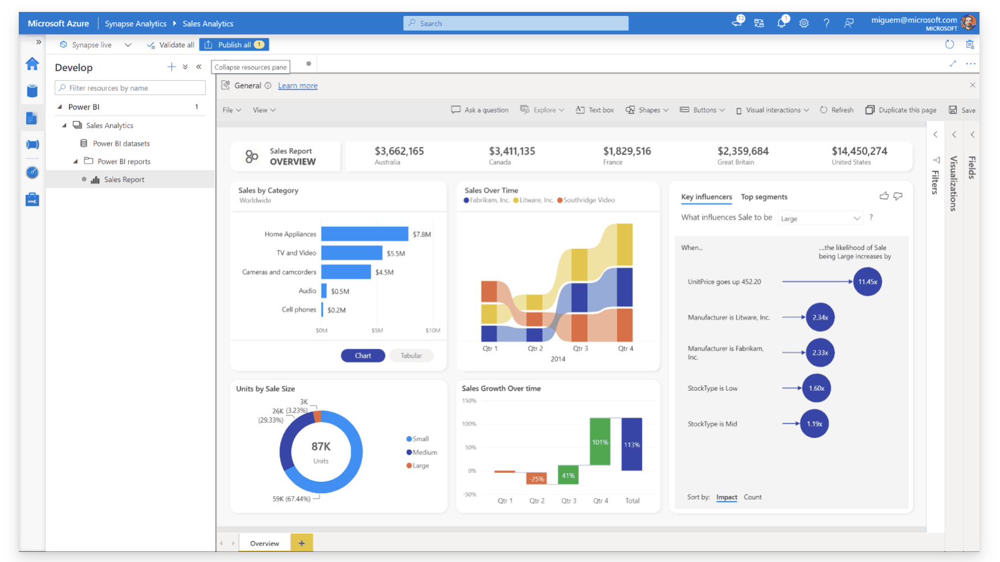 Microsoft Azure
Synapse Analytics
Sales Analytics
Search
13
1
?
miguem@microsoft.com
MICROSOFT
Synapse live
Validate all
Publish all
1
Develop
Collapse resources pane
Filter resources by name
General
Learn more
Power BI
1
Sales Analytics
Power BI datasets
Power BI reports
Sales Report
File
View
Ask a question
Explore
Text box
Shapes
Buttons
Visual interactions
Refresh
Duplicate this page
Save
Sales Report
OVERVIEW
$3,662,165
Australia
$3,411,135
Canada
$1,829,516
France
$2,359,684
Great Britain
$14,450,274
United States
Filters
Visualizations
Fields
Sales by Category
Worldwide
Home Appliances
$7.8M
TV and Video
$5.5M
Cameras and camcorders
$4.5M
Audio
$0.5M
Cell phones
$0.2M
$0M
$5M
$10M
Chart
Tabular
Sales Over Time
Fabrikam, Inc.
Litware, Inc.
Southridge Video
Qtr 1
Qtr 2
Qtr 3
Qtr 4
2014
Key influencers
Top segments
What influences Sale to be
Large
?
When...
....the likelihood of Sale
being Large increases by
UnitPrice goes up 452.20
11.45x
Manufacturer is Litware, Inc.
2.34x
Manufacturer is Fabrikam,
Inc.
2.33x
StockType is Low
1.60x
StockType is Mid
1.19x
Sort by:
Impact
Count
Units by Sale Size
3K
(3.23%)
26K
(29.33%)
87K
Units
59K (67.44%)
Small
Medium
Large
Sales Growth Over time
150%
100%
50%
0%
-50%
-25%
41%
101%
113%
Qtr 1
Qtr 2
Qtr 3
Qtr 4
Total
Overview
+